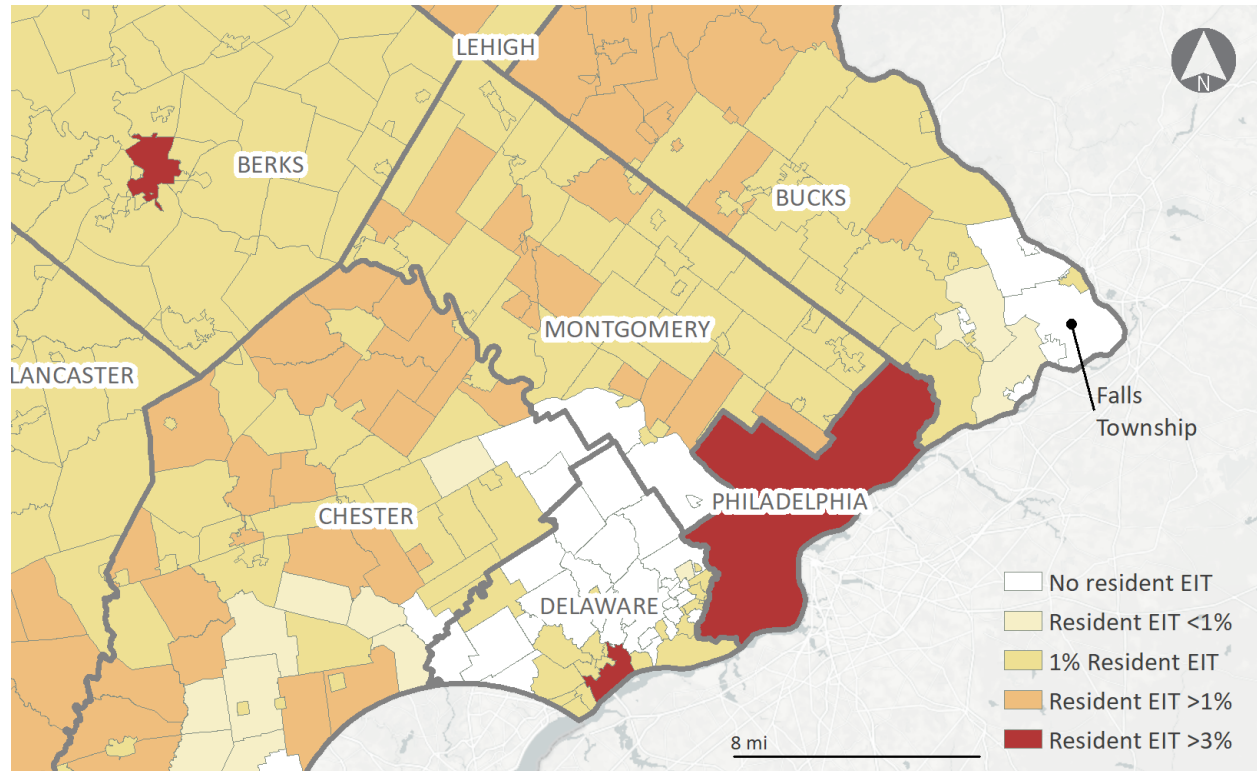 LEHIGH
N
BERKS
BUCKS
MONTGOMERY
LANCASTER
Falls
Township
PHILADELPHIA
CHESTER
DELAWARE
No resident EIT
Resident EIT <1%
1% Resident EIT
Resident EIT >1%
Resident EIT >3%
8 mi